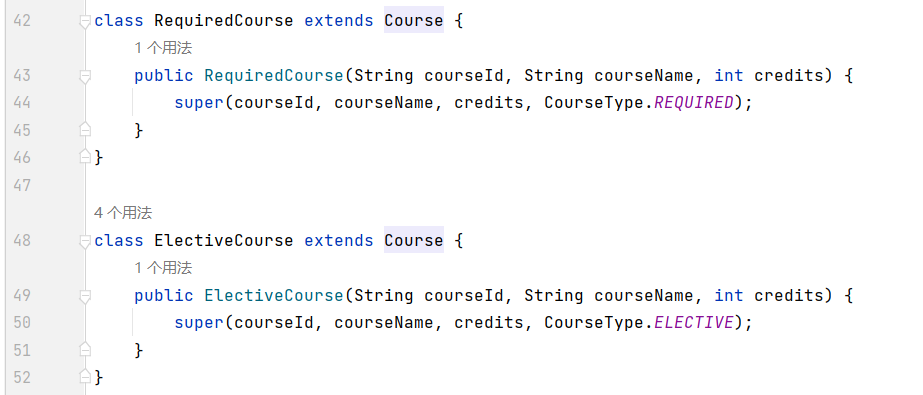 42 class RequiredCourse extends Course {
1 个用法
43 public RequiredCourse(String courseId, String courseName, int credits) {
44 super(courseId, courseName, credits, CourseType.REQUIRED);
45 }
46 }
47
4 个用法
48 class ElectiveCourse extends Course {
1 个用法
49 public ElectiveCourse(String courseId, String courseName, int credits) {
50 super(courseId, courseName, credits, CourseType.ELECTIVE);
51 }
52 }